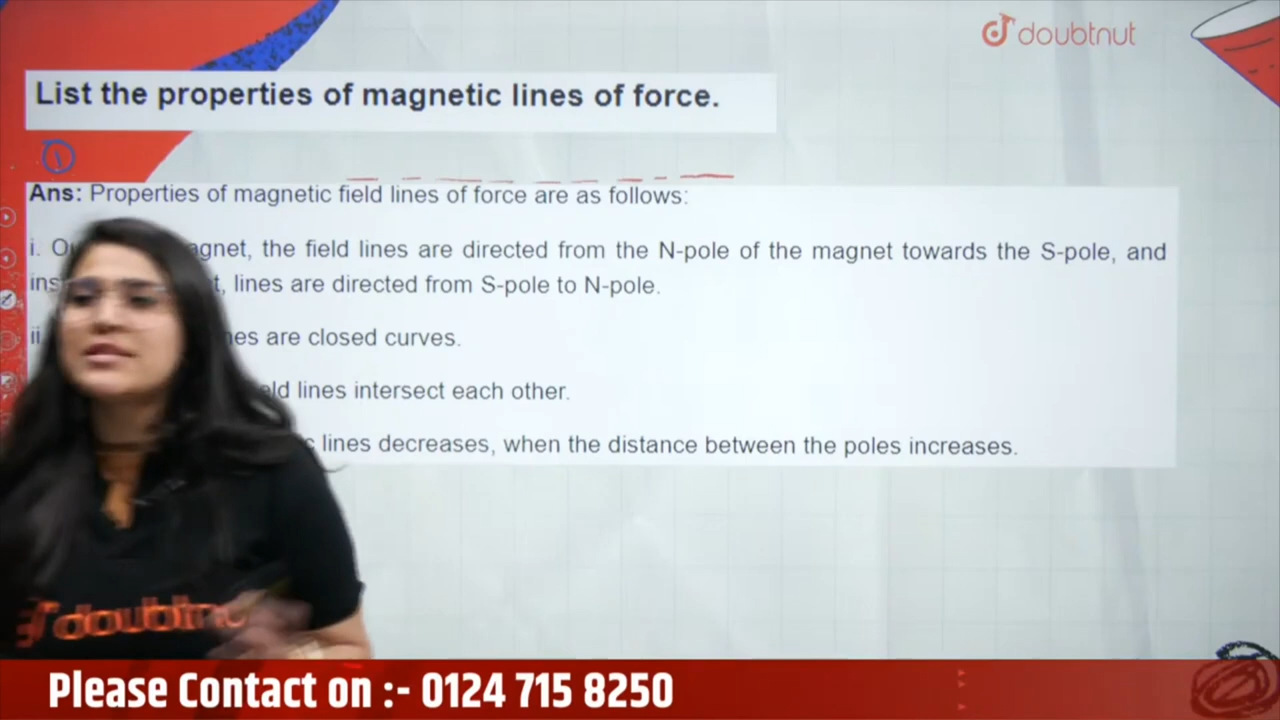 doubtnut
List the properties of magnetic lines of force.
1
Ans: Properties of magnetic field lines of force are as follows:
i. agnet, the field lines are directed from the N-pole of the magnet towards the S-pole, and
ins t, lines are directed from S-pole to N-pole.
ii nes are closed curves.
eld lines intersect each other.
c lines decreases, when the distance between the poles increases.
doubtnut
Please Contact on :- 0124 715 8250